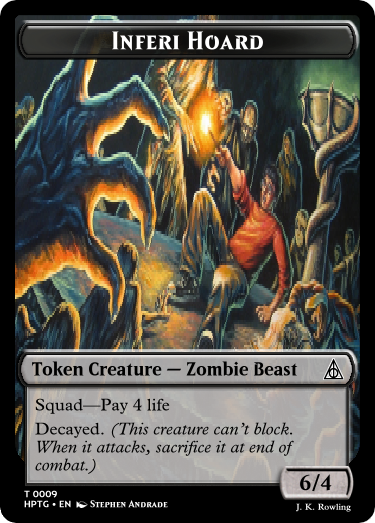 Inferi Hoard
Token Creature — Zombie Beast
Squad—Pay 4 life
Decayed. (This creature can't block.
When it attacks, sacrifice it at end of
combat.)
6/4
T 0009
HPTG • EN Stephen Andrade
J. K. Rowling